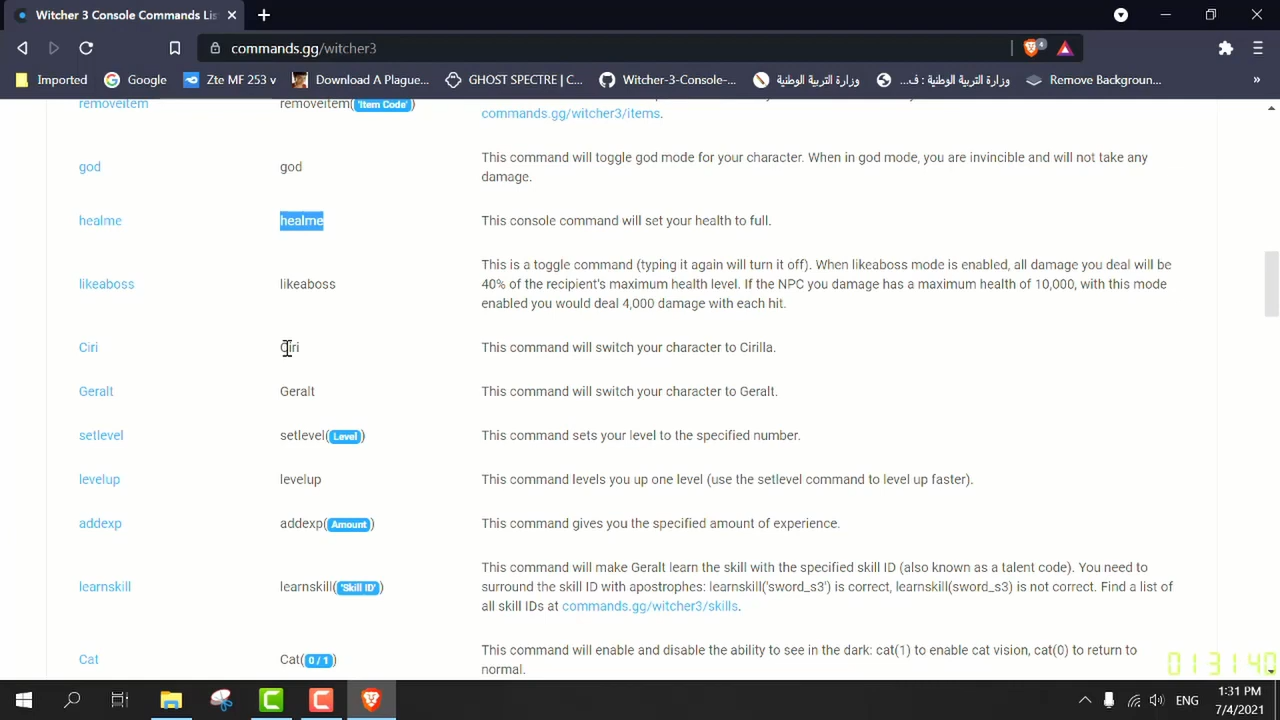 Witcher 3 Console Commands Lis
commands.gg/witcher3
4
Imported
Google
Zte MF 253 v
Download A Plague...
GHOST SPECTRE | C...
Witcher-3-Console-...
وزارة التربية الوطنية
وزارة التربية الوطنية : ف...
Remove Backgroun...
»
removeitem removeitem('Item Code')
commands.gg/witcher3/items.
god god This command will toggle god mode for your character. When in god mode, you are invincible and will not take any
damage.
healme healme This console command will set your health to full.
This is a toggle command (typing it again will turn it off). When likeaboss mode is enabled, all damage you deal will be
likeaboss likeaboss 40% of the recipient's maximum health level. If the NPC you damage has a maximum health of 10,000, with this mode
enabled you would deal 4,000 damage with each hit.
Ciri Ciri This command will switch your character to Cirilla.
Geralt Geralt This command will switch your character to Geralt.
setlevel setlevel(Level) This command sets your level to the specified number.
levelup levelup This command levels you up one level (use the setlevel command to level up faster).
addexp addexp(Amount) This command gives you the specified amount of experience.
This command will make Geralt learn the skill with the specified skill ID (also known as a talent code). You need to
learnskill learnskill('Skill ID') surround the skill ID with apostrophes: learnskill('sword_s3') is correct, learnskill(sword_s3) is not correct. Find a list of
all skill IDs at commands.gg/witcher3/skills.
Cat Cat(0 / 1) This command will enable and disable the ability to see in the dark: cat(1) to enable cat vision, cat(0) to return to
normal.
013140
ENG
1:31 PM
7/4/2021